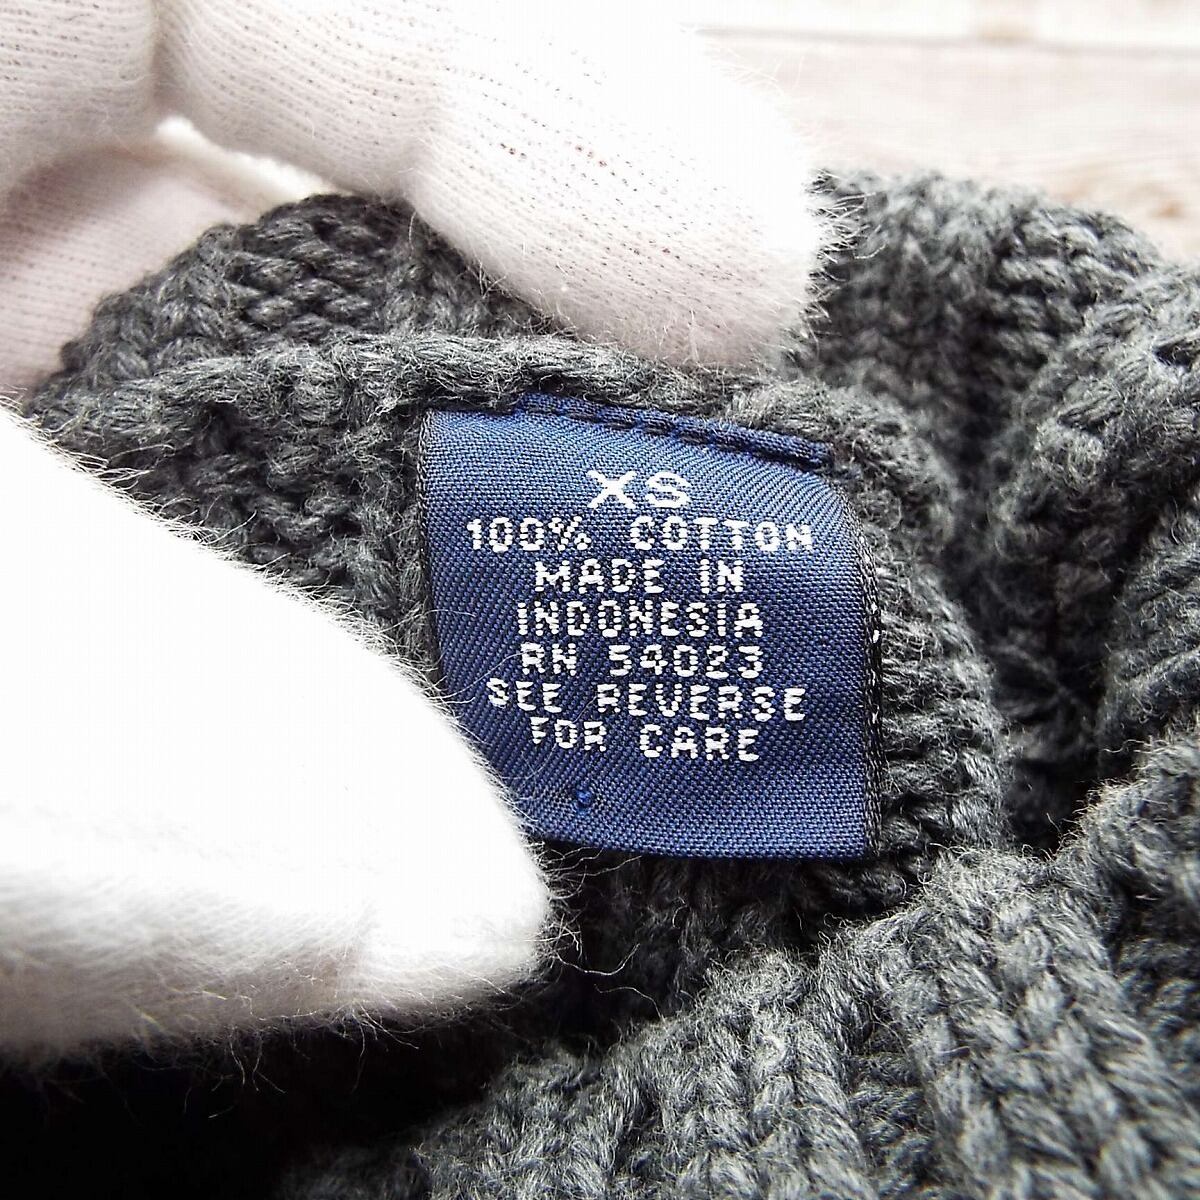 XS
100% COTTON
MADE IN
INDONESIA
RN 54023
SEE REVERSE
FOR CARE